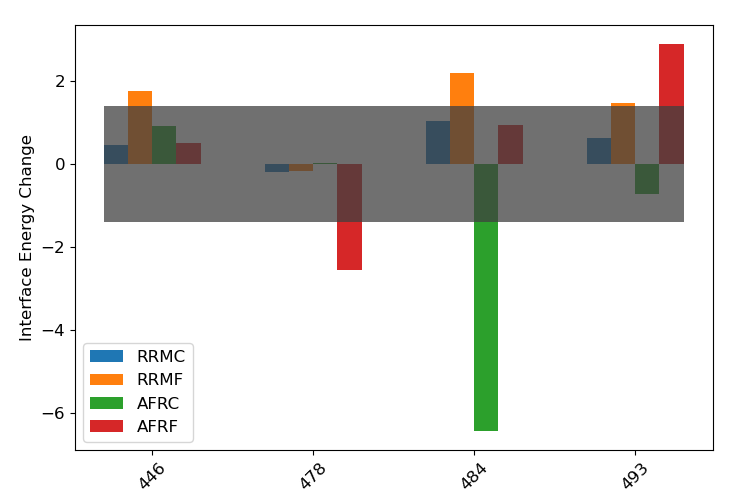 Interface Energy Change
2
0
−2
−4
−6
RRMC
RRMF
AFRC
AFRF
446
478
484
493